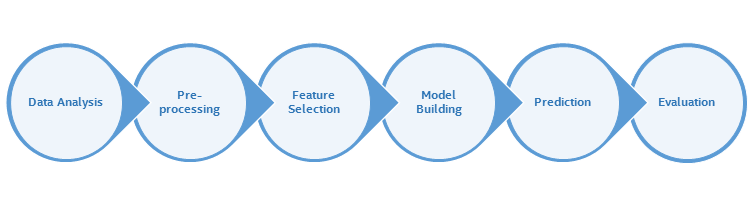 Data Analysis
Pre-
processing
Feature
Selection
Model
Building
Prediction
Evaluation